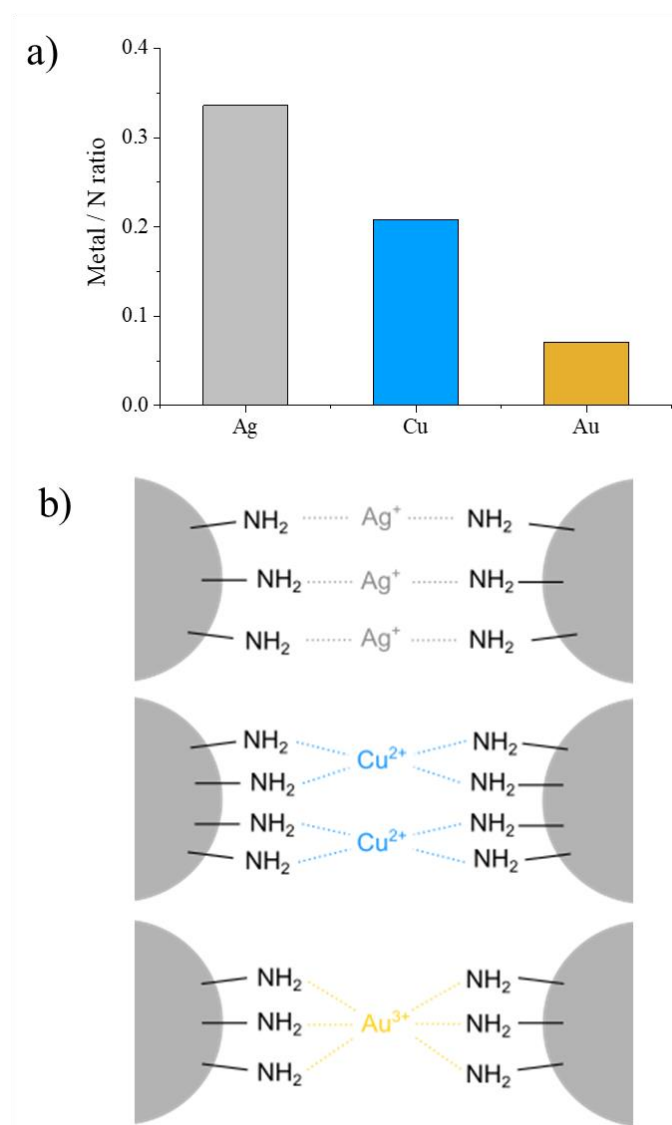 a)
0.4
0.3
0.2
0.1
0.0
Metal / N ratio
Ag Cu Au
b)
NH₂ Ag⁺ NH₂
NH₂ Ag⁺ NH₂
NH₂ Ag⁺ NH₂
NH₂ NH₂
Cu²⁺
NH₂ NH₂
NH₂ NH₂
Cu²⁺
NH₂ NH₂
NH₂ NH₂
NH₂ Au³⁺ NH₂
NH₂ NH₂